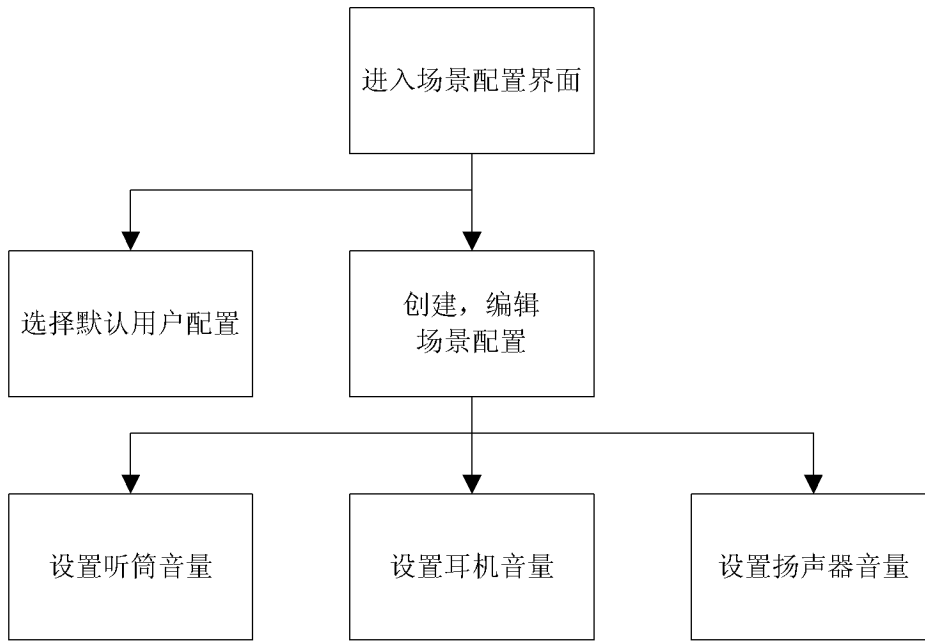 进入场景配置界面
选择默认用户配置
创建，编辑
场景配置
设置听筒音量
设置耳机音量
设置扬声器音量